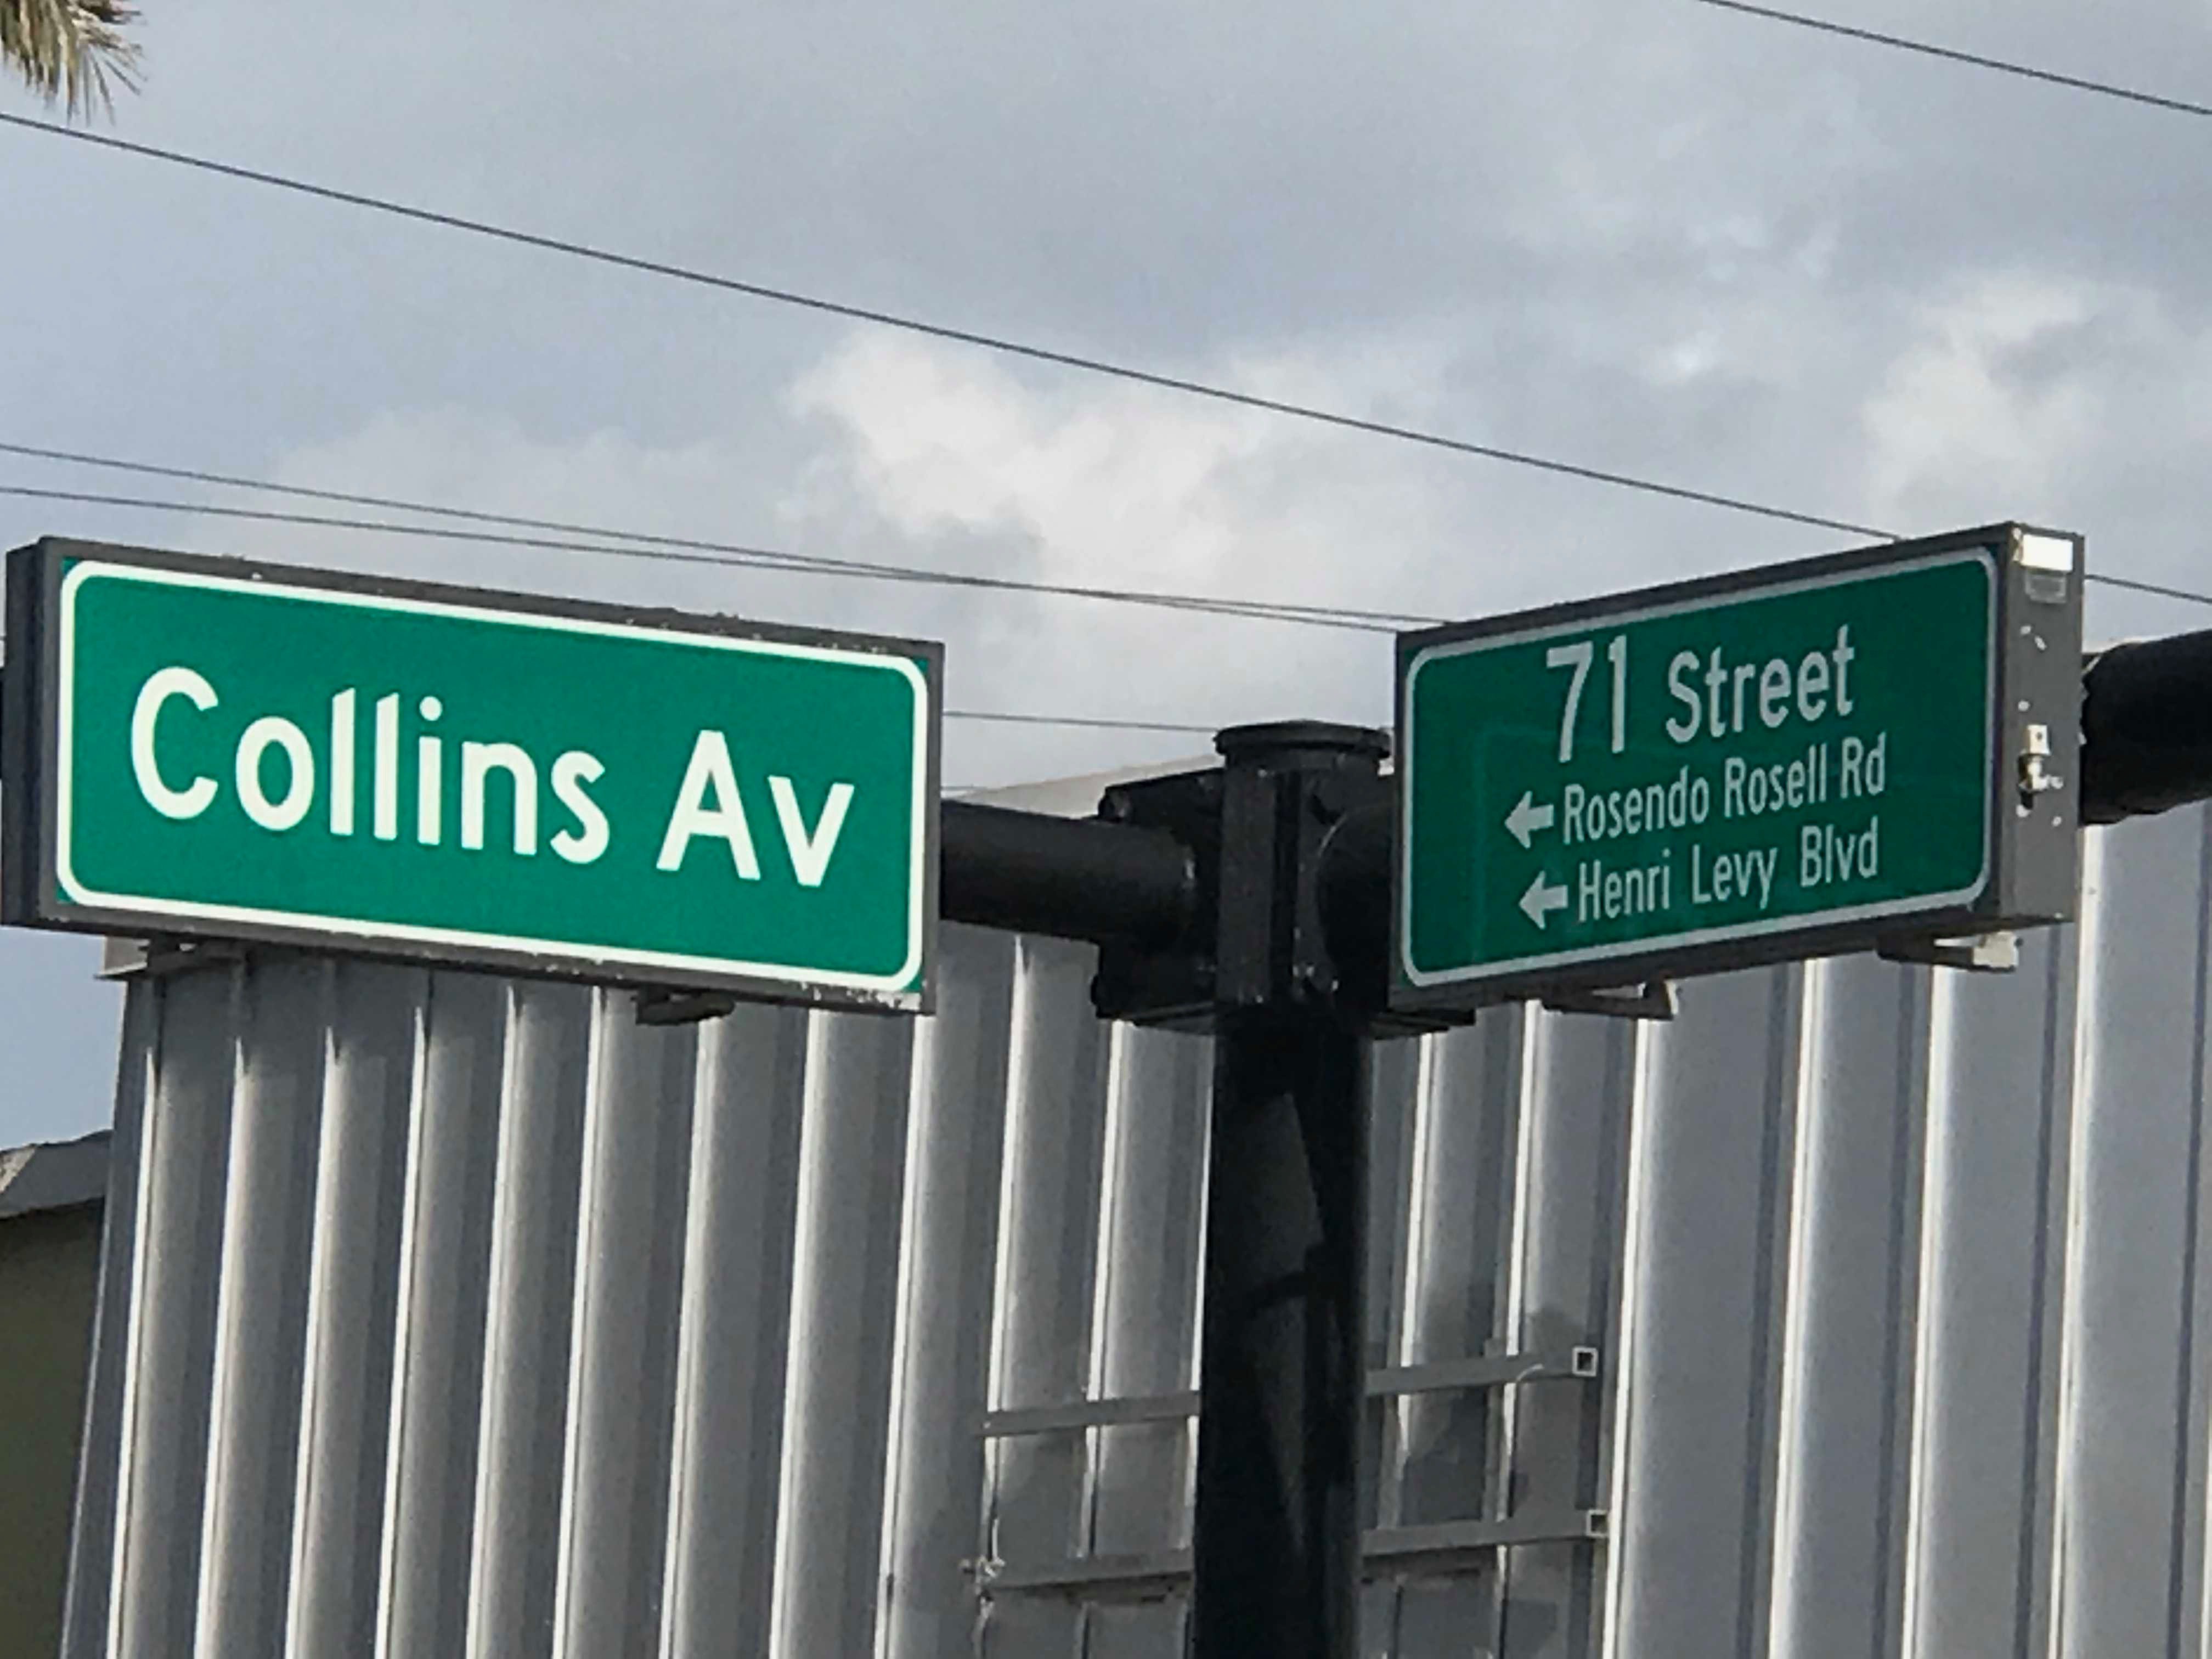 Collins Av
71 Street
← Rosendo Rosell Rd
← Henri Levy Blvd